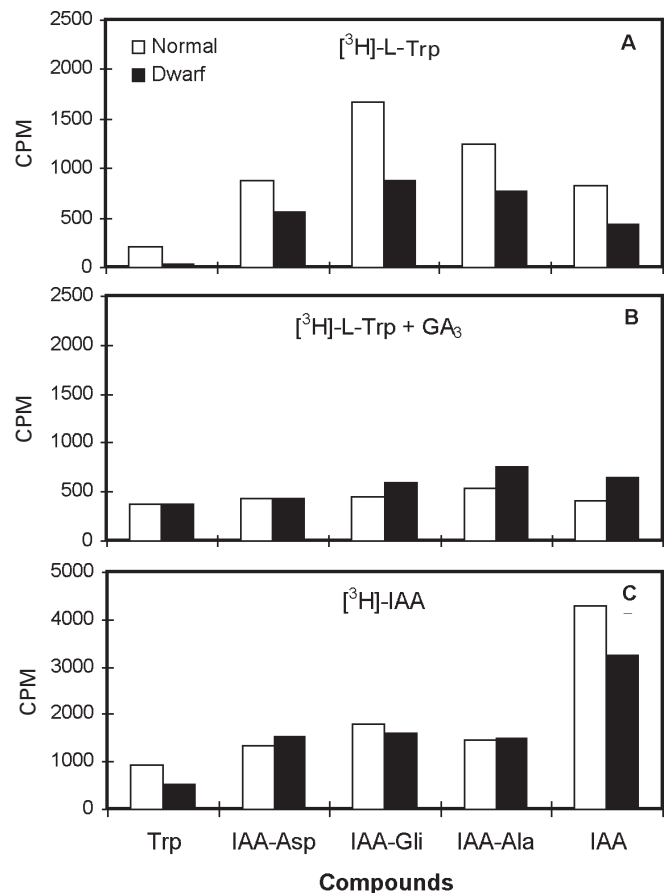 2500
2000
1500
1000
500
0
CPM
Normal
Dwarf
[³H]-L-Trp
A
2500
2000
1500
1000
500
0
CPM
[³H]-L-Trp + GA₃
B
5000
4000
3000
2000
1000
0
CPM
[³H]-IAA
C
Trp IAA-Asp IAA-Gli IAA-Ala IAA
Compounds